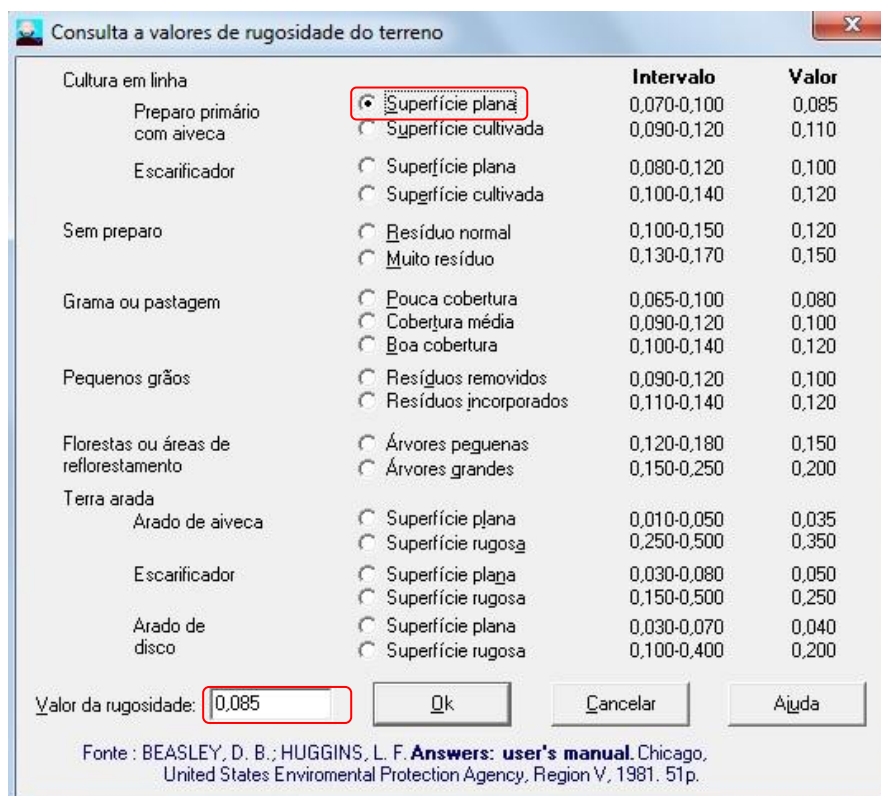 Consulta a valores de rugosidade do terreno
Cultura em linha Intervalo Valor
Preparo primário com aiveca Superfície plana 0,070-0,100 0,085
Superfície cultivada 0,090-0,120 0,110
Escarificador Superfície plana 0,080-0,120 0,100
Superfície cultivada 0,100-0,140 0,120
Sem preparo Resíduo normal 0,100-0,150 0,120
Muito resíduo 0,130-0,170 0,150
Grama ou pastagem Pouca cobertura 0,065-0,100 0,080
Cobertura média 0,090-0,120 0,100
Boa cobertura 0,100-0,140 0,120
Pequenos grãos Resíduos removidos 0,090-0,120 0,100
Resíduos incorporados 0,110-0,140 0,120
Florestas ou áreas de reflorestamento Árvores pequenas 0,120-0,180 0,150
Árvores grandes 0,150-0,250 0,200
Terra arada
Arado de aiveca Superfície plana 0,010-0,050 0,035
Superfície rugosa 0,250-0,500 0,350
Escarificador Superfície plana 0,030-0,080 0,050
Superfície rugosa 0,150-0,500 0,250
Arado de disco Superfície plana 0,030-0,070 0,040
Superfície rugosa 0,100-0,400 0,200
Valor da rugosidade: 0,085 Ok Cancelar Ajuda
Fonte : BEASLEY, D. B.; HUGGINS, L. F. Answers: user's manual. Chicago,
United States Enviromental Protection Agency, Region V, 1981. 51p.